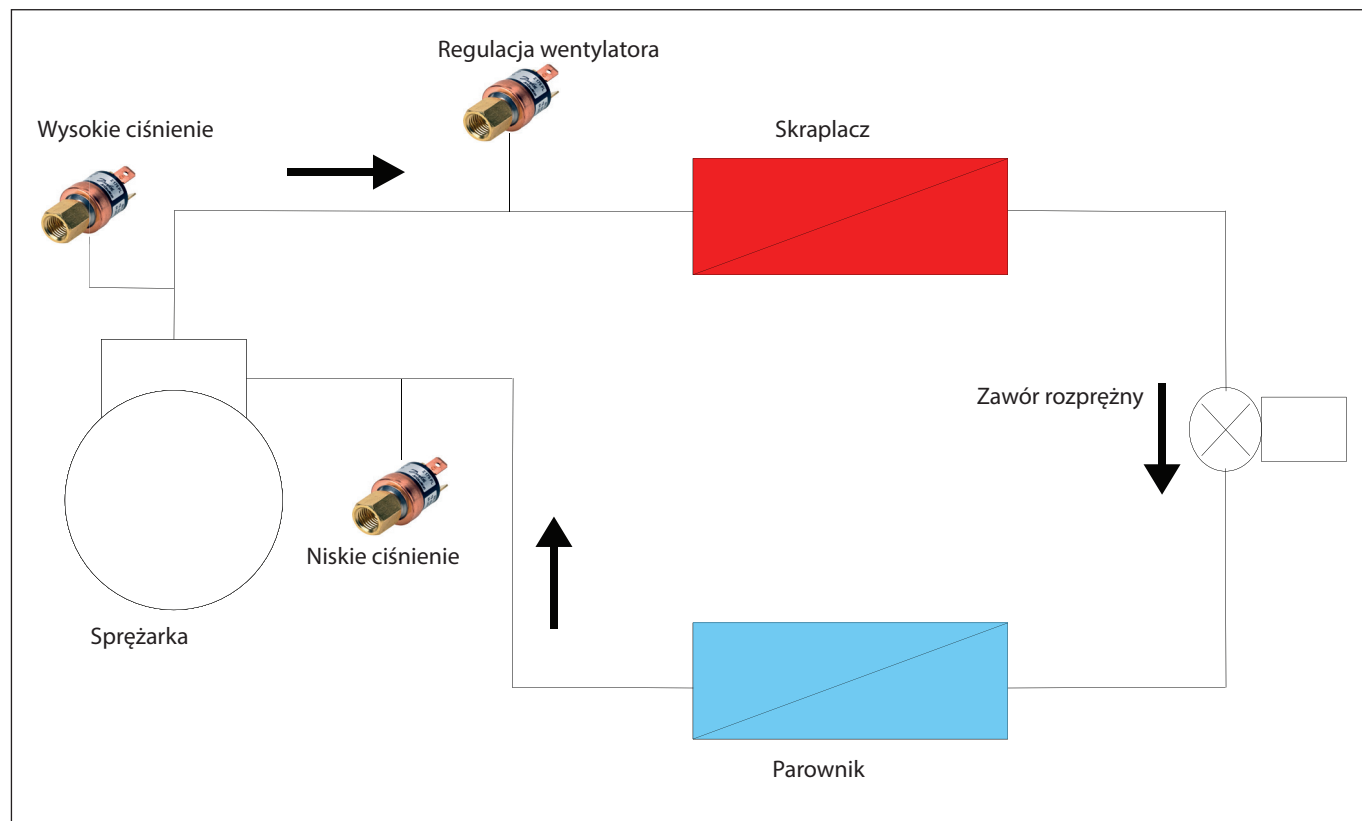 Regulacja wentylatora
Wysokie ciśnienie
Skraplacz
Zawór rozprężny
Niskie ciśnienie
Sprężarka
Parownik